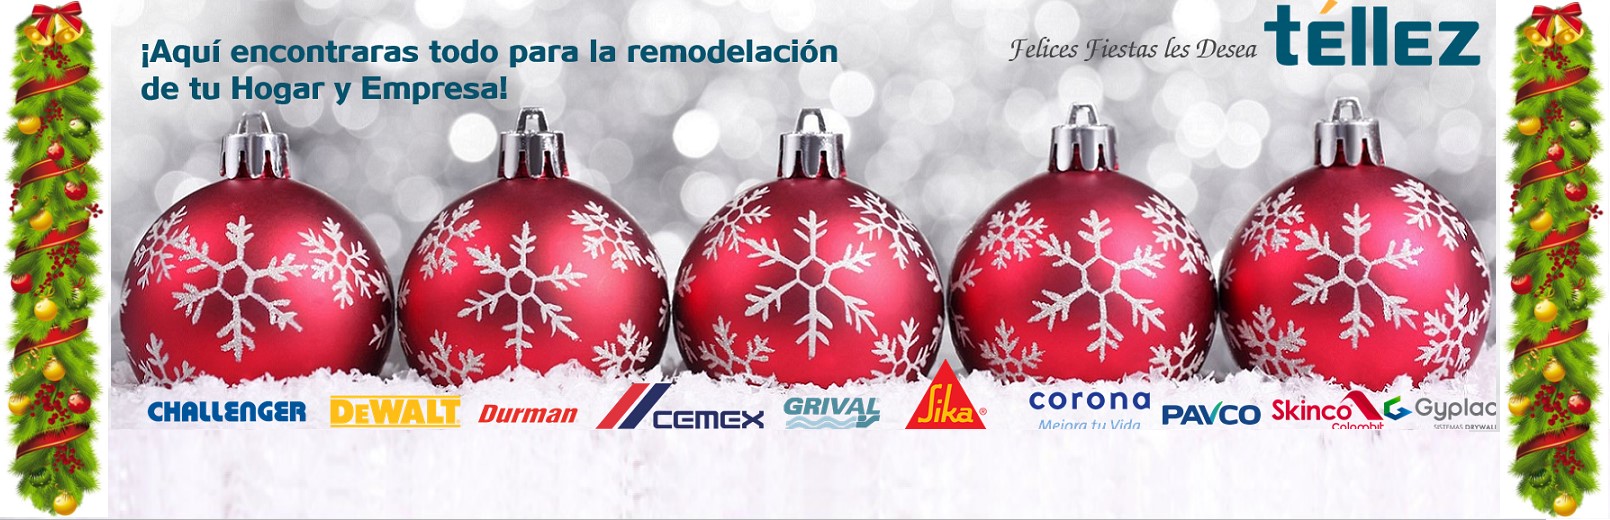 ¡Aquí encontraras todo para la remodelación
de tu Hogar y Empresa!
Felices Fiestas les Desea téllez
CHALLENGER DEWALT Durman CEMEX GRIVAL Sika® corona PAVCO Skinco Gyplac
Mejora tu Vida Colombit SISTEMAS DRYWALL